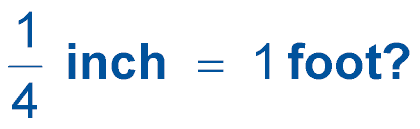 1/4 inch = 1 foot?